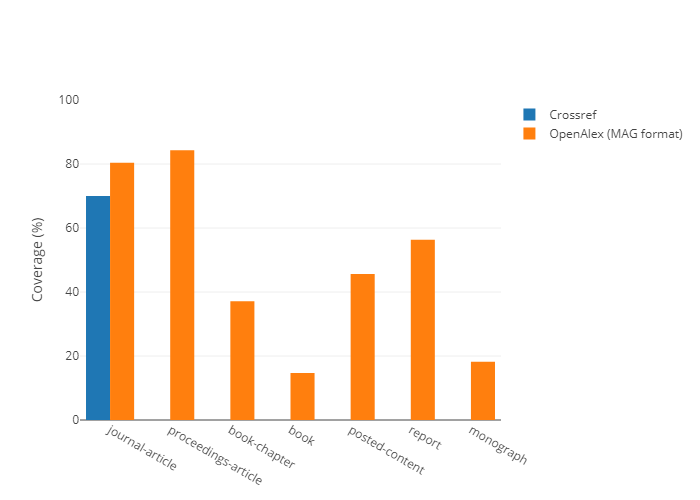 100
80
60
40
20
0
Coverage (%)
journal-article
proceedings-article
book-chapter
book
posted-content
report
monograph
Crossref
OpenAlex (MAG format)